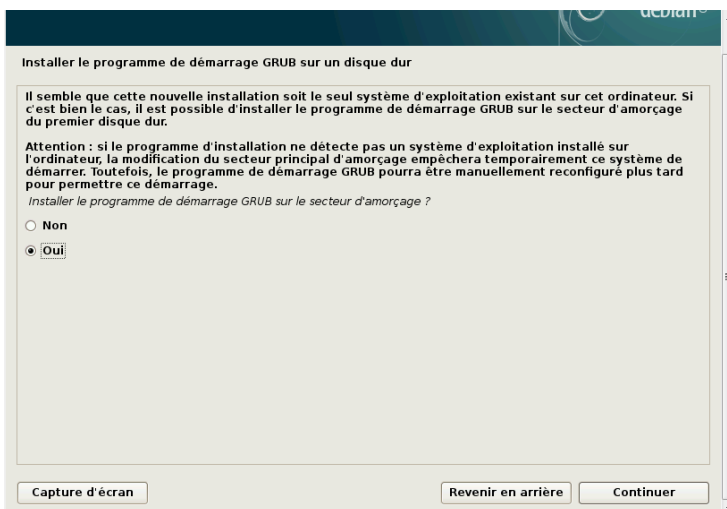 debian
Installer le programme de démarrage GRUB sur un disque dur
Il semble que cette nouvelle installation soit le seul système d'exploitation existant sur cet ordinateur. Si
c'est bien le cas, il est possible d'installer le programme de démarrage GRUB sur le secteur d'amorçage
du premier disque dur.
Attention : si le programme d'installation ne détecte pas un système d'exploitation installé sur
l'ordinateur, la modification du secteur principal d'amorçage empêchera temporairement ce système de
démarrer. Toutefois, le programme de démarrage GRUB pourra être manuellement reconfiguré plus tard
pour permettre ce démarrage.
Installer le programme de démarrage GRUB sur le secteur d'amorçage ?
Non
Oui
Capture d'écran
Revenir en arrière
Continuer